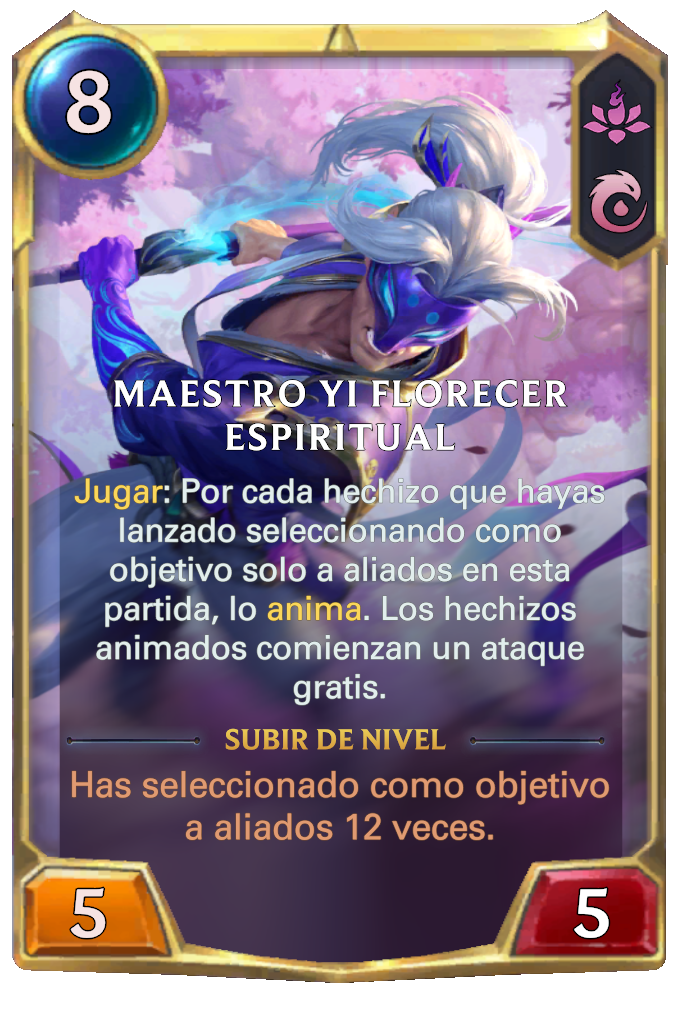 8
MAESTRO YI FLORECER
ESPIRITUAL
Jugar: Por cada hechizo que hayas
lanzado seleccionando como
objetivo solo a aliados en esta
partida, lo anima. Los hechizos
animados comienzan un ataque
gratis.
SUBIR DE NIVEL
Has seleccionado como objetivo
a aliados 12 veces.
5
5